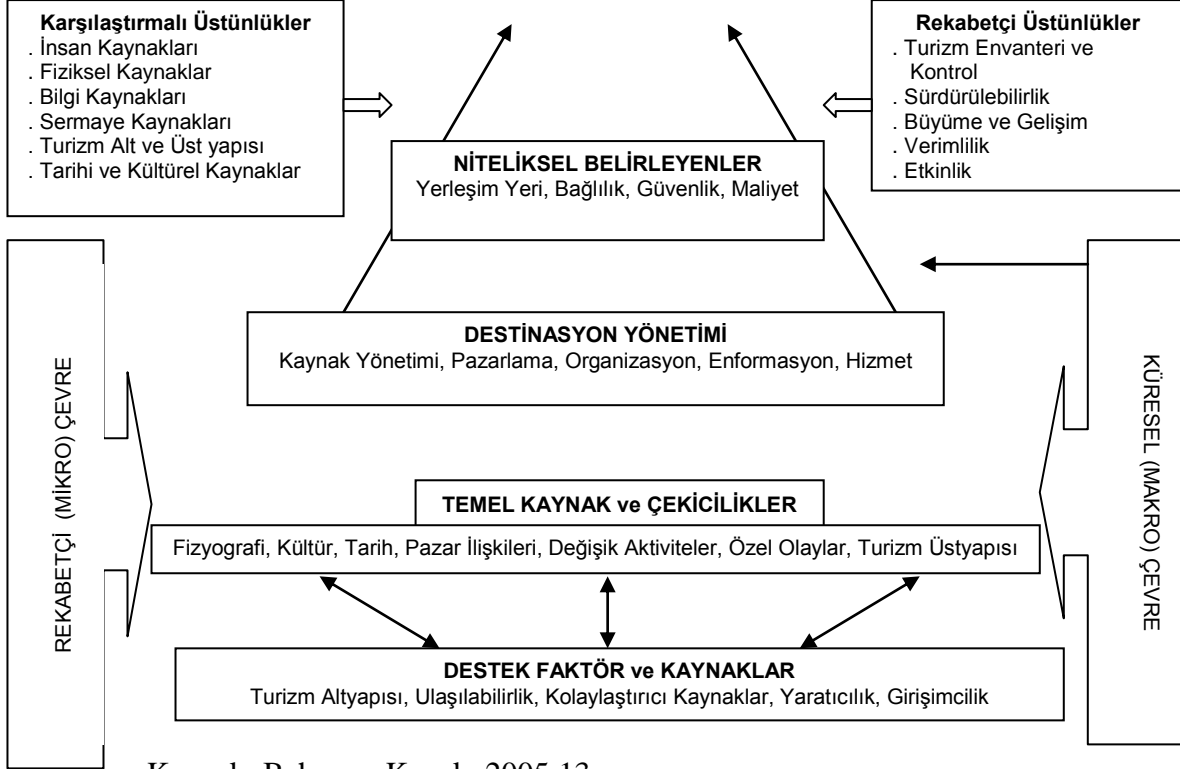 Karşılaştırmalı Üstünlükler
. İnsan Kaynakları
. Fiziksel Kaynaklar
. Bilgi Kaynakları
. Sermaye Kaynakları
. Turizm Alt ve Üst yapısı
. Tarihi ve Kültürel Kaynaklar
Rekabetçi Üstünlükler
. Turizm Envanteri ve
Kontrol
. Sürdürülebilirlik
. Büyüme ve Gelişim
. Verimlilik
. Etkinlik
NİTELİKSEL BELİRLEYENLER
Yerleşim Yeri, Bağlılık, Güvenlik, Maliyet
DESTİNASYON YÖNETİMİ
Kaynak Yönetimi, Pazarlama, Organizasyon, Enformasyon, Hizmet
REKABETÇİ (MİKRO) ÇEVRE
KÜRESEL (MAKRO) ÇEVRE
TEMEL KAYNAK ve ÇEKİCİLİKLER
Fizyografi, Kültür, Tarih, Pazar İlişkileri, Değişik Aktiviteler, Özel Olaylar, Turizm Üstyapısı
DESTEK FAKTÖR ve KAYNAKLAR
Turizm Altyapısı, Ulaşılabilirlik, Kolaylaştırıcı Kaynaklar, Yaratıcılık, Girişimcilik